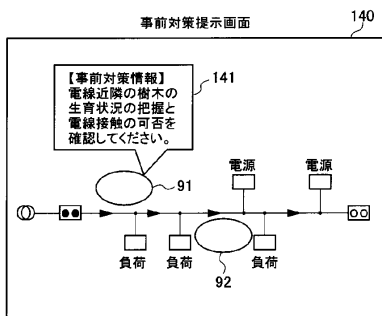 事前対策提示画面
140
【事前対策情報】
電線近隣の樹木の
生育状況の把握と
電線接触の可否を
確認してください。
141
電源 電源
91
負荷 負荷 負荷
92